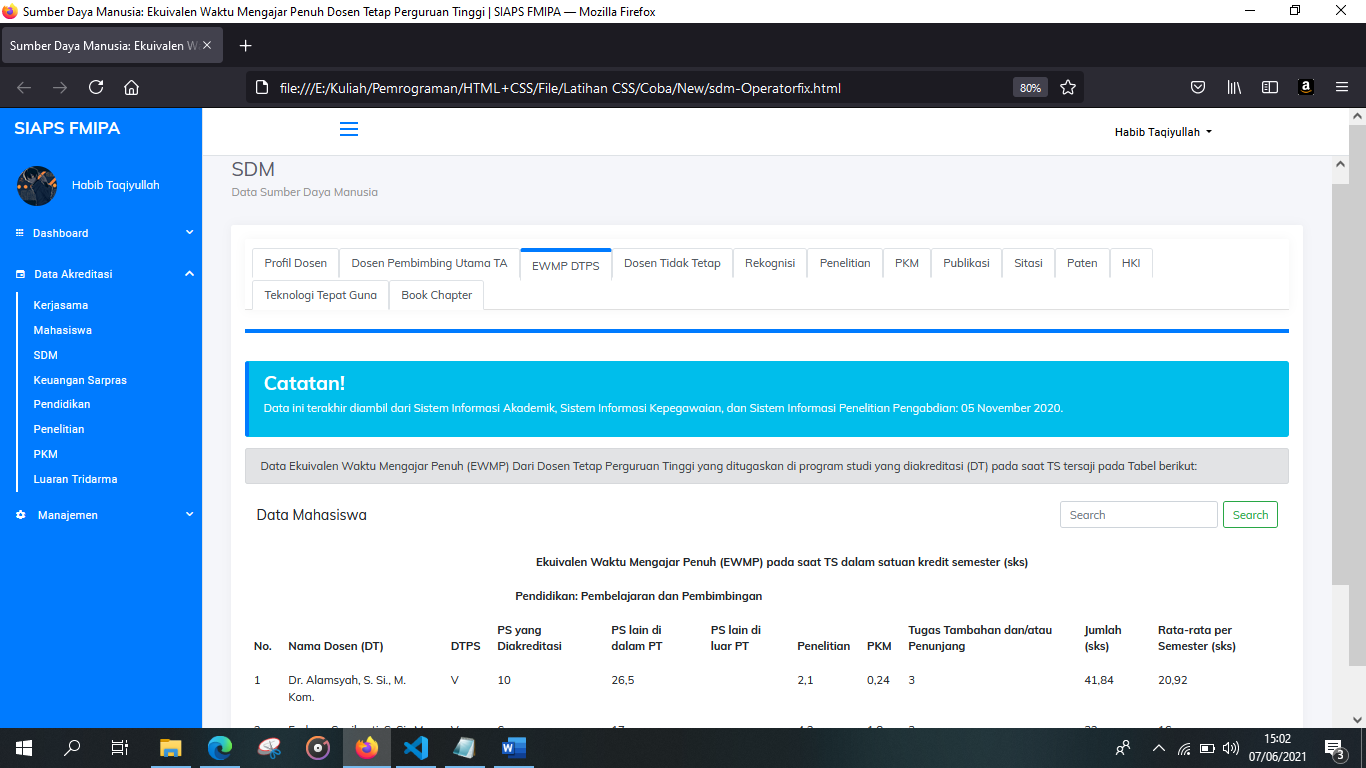 Sumber Daya Manusia: Ekuivalen Waktu Mengajar Penuh Dosen Tetap Perguruan Tinggi | SIAPS FMIPA — Mozilla Firefox
Sumber Daya Manusia: Ekuivalen W
file:///E:/Kuliah/Pemrograman/HTML+CSS/File/Latihan CSS/Coba/New/sdm-Operatorfix.html
80%
SIAPS FMIPA
Habib Taqiyullah
Habib Taqiyullah
Dashboard
Data Akreditasi
Kerjasama
Mahasiswa
SDM
Keuangan Sarpras
Pendidikan
Penelitian
PKM
Luaran Tridarma
Manajemen
SDM
Data Sumber Daya Manusia
Profil Dosen Dosen Pembimbing Utama TA EWMP DTPS Dosen Tidak Tetap Rekognisi Penelitian PKM Publikasi Sitasi Paten HKI
Teknologi Tepat Guna Book Chapter
Catatan!
Data ini terakhir diambil dari Sistem Informasi Akademik, Sistem Informasi Kepegawaian, dan Sistem Informasi Penelitian Pengabdian: 05 November 2020.
Data Ekuivalen Waktu Mengajar Penuh (EWMP) Dari Dosen Tetap Perguruan Tinggi yang ditugaskan di program studi yang diakreditasi (DT) pada saat TS tersaji pada Tabel berikut:
Data Mahasiswa
Search Search
Ekuivalen Waktu Mengajar Penuh (EWMP) pada saat TS dalam satuan kredit semester (sks)
Pendidikan: Pembelajaran dan Pembimbingan
PS yang PS lain di PS lain di Tugas Tambahan dan/atau Jumlah Rata-rata per
No. Nama Dosen (DT) DTPS Diakreditasi dalam PT luar PT Penelitian PKM Penunjang (sks) Semester (sks)
1 Dr. Alamsyah, S. Si., M. V 10 26,5 2,1 0,24 3 41,84 20,92
Kom.
15:02
07/06/2021
3